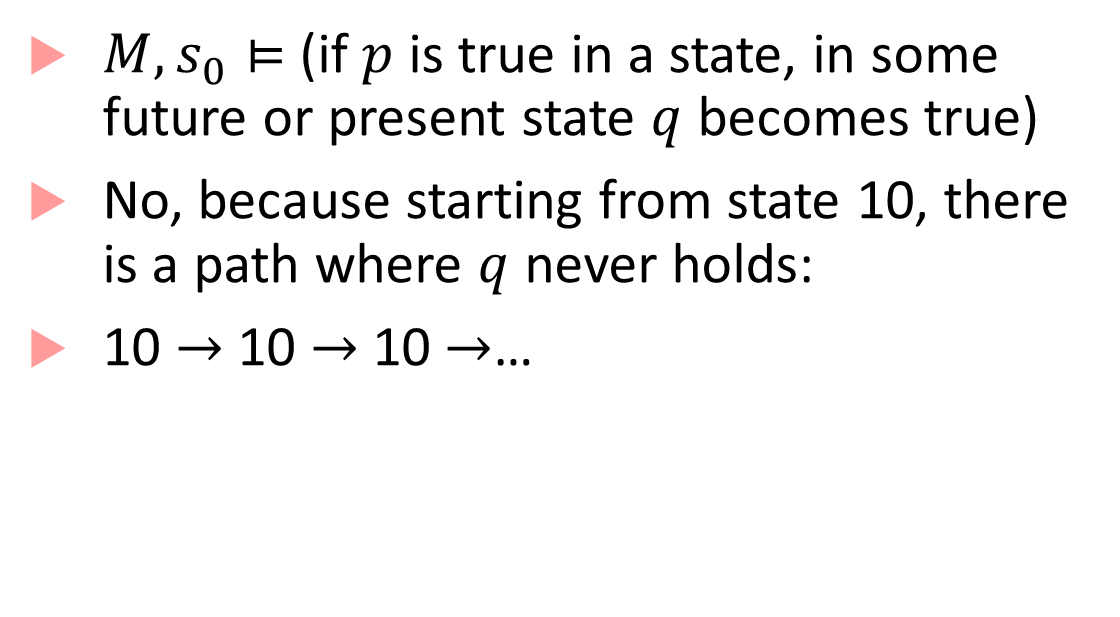 ▶ M, s₀ ⊨ (if p is true in a state, in some
future or present state q becomes true)
▶ No, because starting from state 10, there
is a path where q never holds:
▶ 10 → 10 → 10 →...